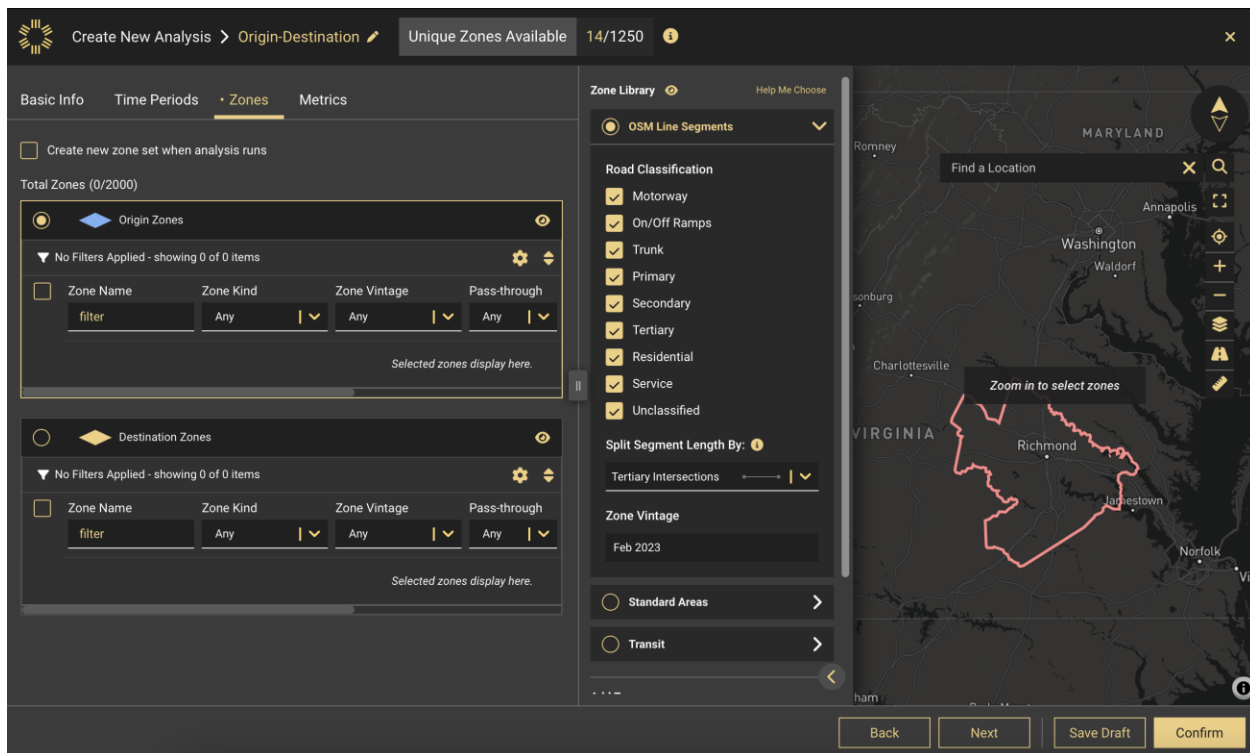 Create New Analysis > Origin-Destination
Unique Zones Available 14/1250
Basic Info Time Periods • Zones Metrics
Create new zone set when analysis runs
Total Zones (0/2000)
Origin Zones
No Filters Applied - showing 0 of 0 items
Zone Name Zone Kind Zone Vintage Pass-through
filter Any Any Any
Selected zones display here.
Destination Zones
No Filters Applied - showing 0 of 0 items
Zone Name Zone Kind Zone Vintage Pass-through
filter Any Any Any
Selected zones display here.
Zone Library Help Me Choose
OSM Line Segments
Road Classification
Motorway
On/Off Ramps
Trunk
Primary
Secondary
Tertiary
Residential
Service
Unclassified
Split Segment Length By:
Tertiary Intersections
Zone Vintage
Feb 2023
Standard Areas
Transit
MARYLAND
Romney
Find a Location
Annapolis
Washington
Waldorf
sonburg
Charlottesville
Zoom in to select zones
VIRGINIA
Richmond
Jamestown
Norfolk
Vi
ham
Back Next Save Draft Confirm